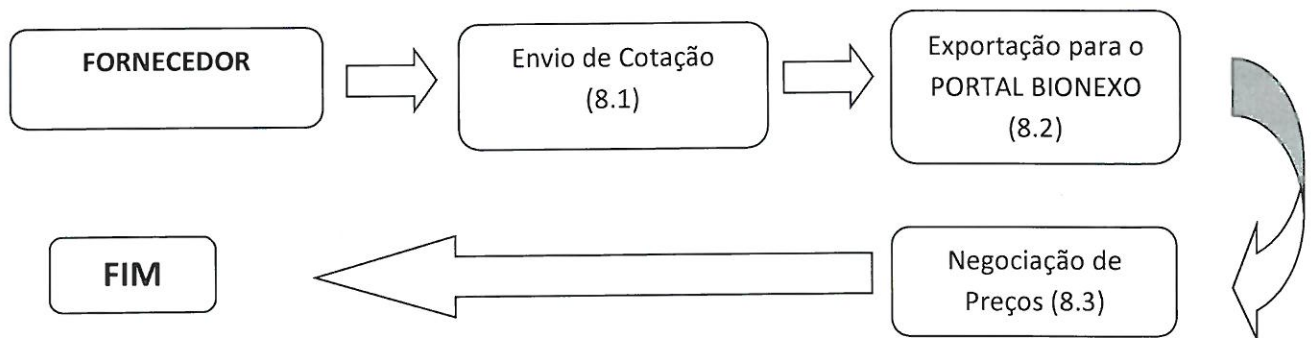 FORNECEDOR
Envio de Cotação
(8.1)
Exportação para o
PORTAL BIONEXO
(8.2)
Negociação de
Preços (8.3)
FIM